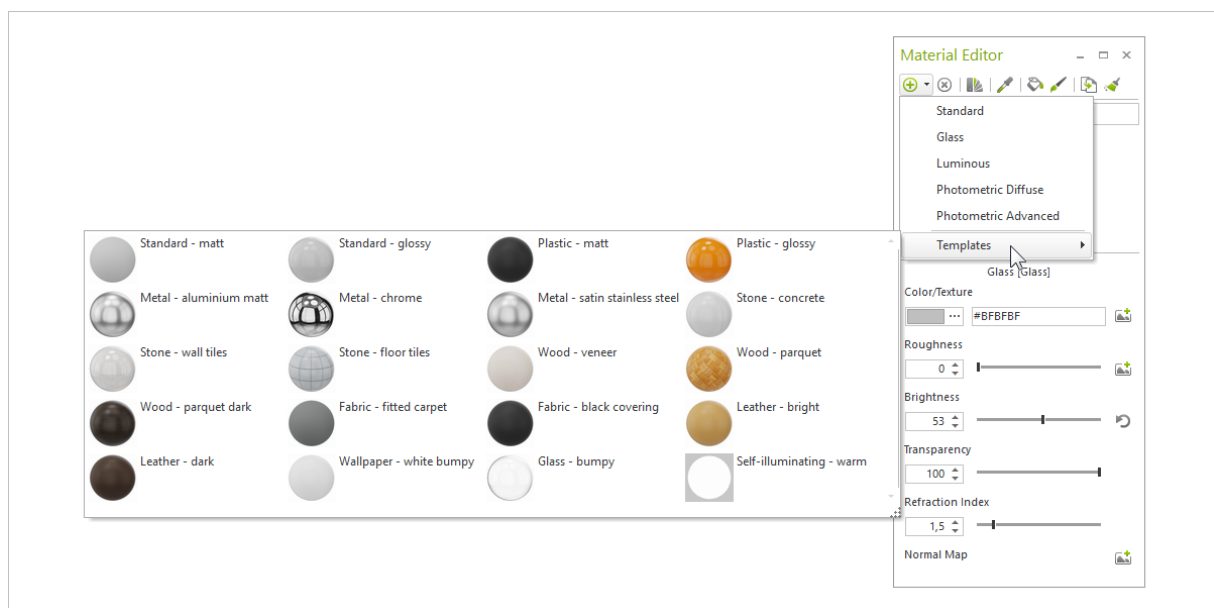 Material Editor
Standard
Glass
Luminous
Photometric Diffuse
Photometric Advanced
Templates
Standard - matt
Standard - glossy
Plastic - matt
Plastic - glossy
Metal - aluminium matt
Metal - chrome
Metal - satin stainless steel
Stone - concrete
Stone - wall tiles
Stone - floor tiles
Wood - veneer
Wood - parquet
Wood - parquet dark
Fabric - fitted carpet
Fabric - black covering
Leather - bright
Leather - dark
Wallpaper - white bumpy
Glass - bumpy
Self-illuminating - warm
Glass [Glass]
Color/Texture
... #BFBFBF
Roughness
0
Brightness
53
Transparency
100
Refraction Index
1,5
Normal Map